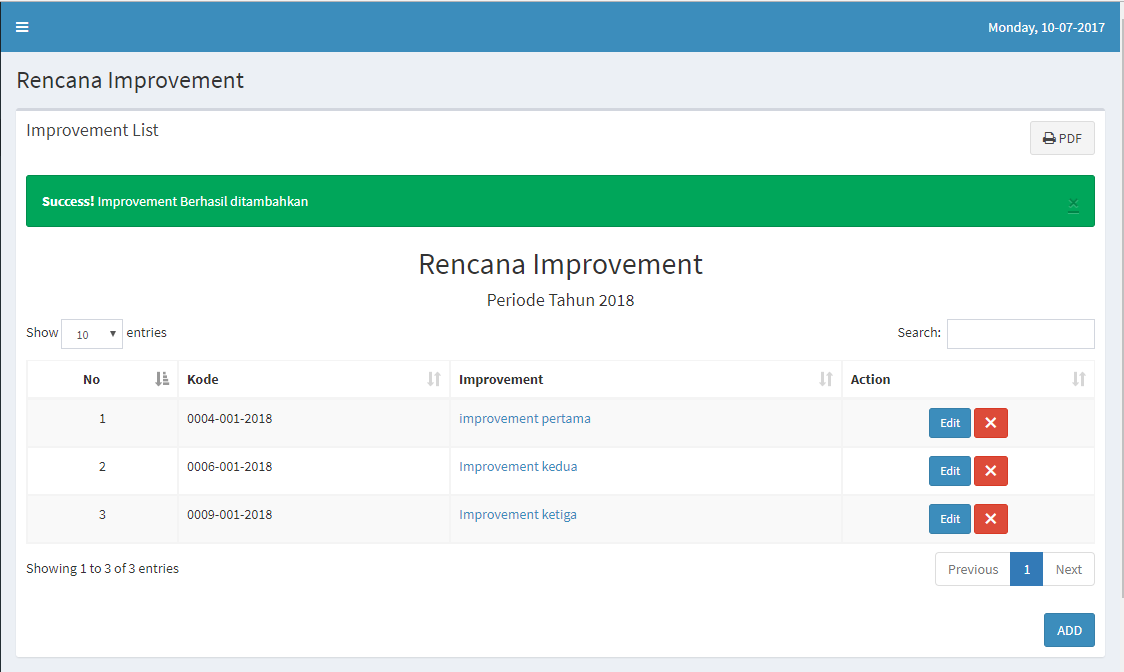 Monday, 10-07-2017
Rencana Improvement
Improvement List
PDF
Success! Improvement Berhasil ditambahkan
×
Rencana Improvement
Periode Tahun 2018
Show 10 entries Search:
No Kode Improvement Action
1 0004-001-2018 improvement pertama Edit
2 0006-001-2018 Improvement kedua Edit
3 0009-001-2018 Improvement ketiga Edit
Showing 1 to 3 of 3 entries Previous 1 Next
ADD